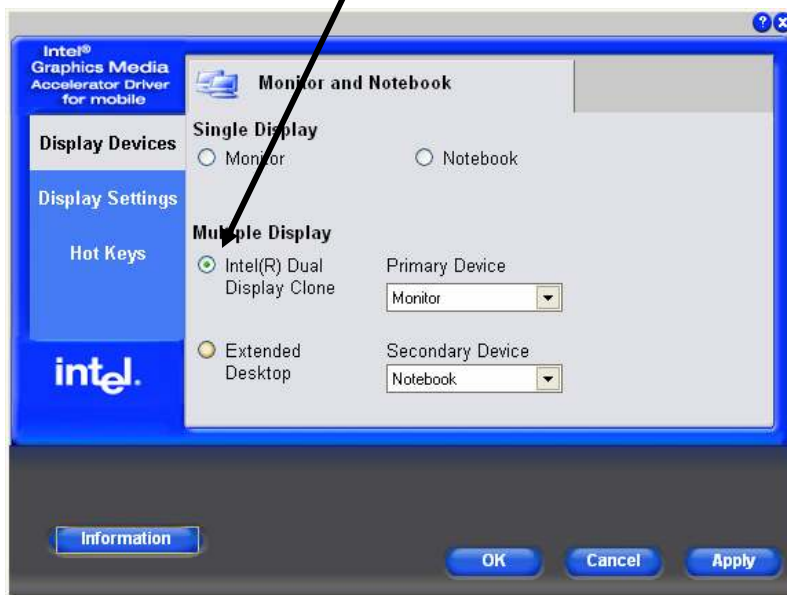 Intel®
Graphics Media
Accelerator Driver
for mobile
Monitor and Notebook
Display Devices
Display Settings
Hot Keys
intel.
Single Display
Monitor
Notebook
Multiple Display
Intel(R) Dual
Display Clone
Primary Device
Monitor
Extended
Desktop
Secondary Device
Notebook
Information
OK
Cancel
Apply